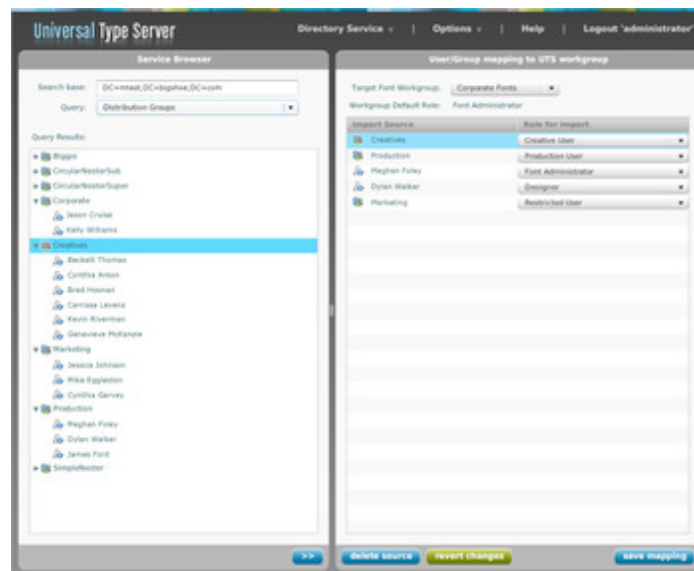 Universal Type Server
Directory Service | Options | Help | Logout 'administrator'
Service Browser
Search base: DC=mtest,DC=bigshoe,DC=com
Query: Distribution Groups
Query Results:
Biggie
CircularNestorSub
CircularNestorSuper
Corporate
Jason Cruise
Kelly Williams
Creatives
Beckett Thomas
Cynthia Anton
Brad Hoonan
Carrissa Levens
Kevin Riverman
Genevieve McKenzie
Marketing
Jessica Johnson
Mike Eggleston
Cynthia Garvey
Production
Meghan Foley
Dylan Walker
James Ford
SimpleNestor
>>
User/Group mapping to UTS workgroup
Target Font Workgroup: Corporate Fonts
Workgroup Default Role: Font Administrator
Import Source Role for Import
Creatives Creative User
Production Production User
Meghan Foley Font Administrator
Dylan Walker Designer
Marketing Restricted User
delete source revert changes save mapping